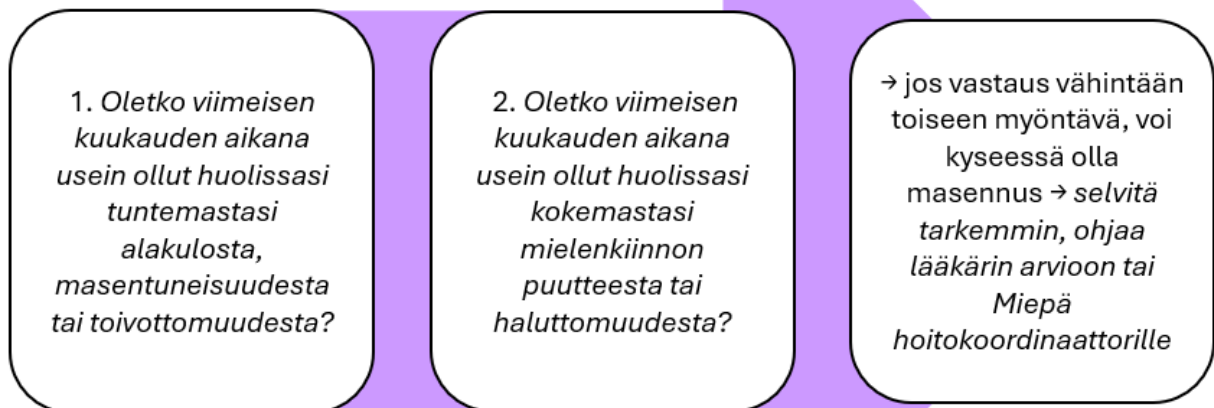 1. Oletko viimeisen
kuukauden aikana
usein ollut huolissasi
tuntemastasi
alakulosta,
masentuneisuudesta
tai toivottomuudesta?
2. Oletko viimeisen
kuukauden aikana
usein ollut huolissasi
kokemastasi
mielenkiinnon
puutteesta tai
haluttomuudesta?
→ jos vastaus vähintään
toiseen myöntävä, voi
kyseessä olla
masennus → selvitä
tarkemmin, ohjaa
lääkärin arvioon tai
Miepä
hoitokoordinaattorille